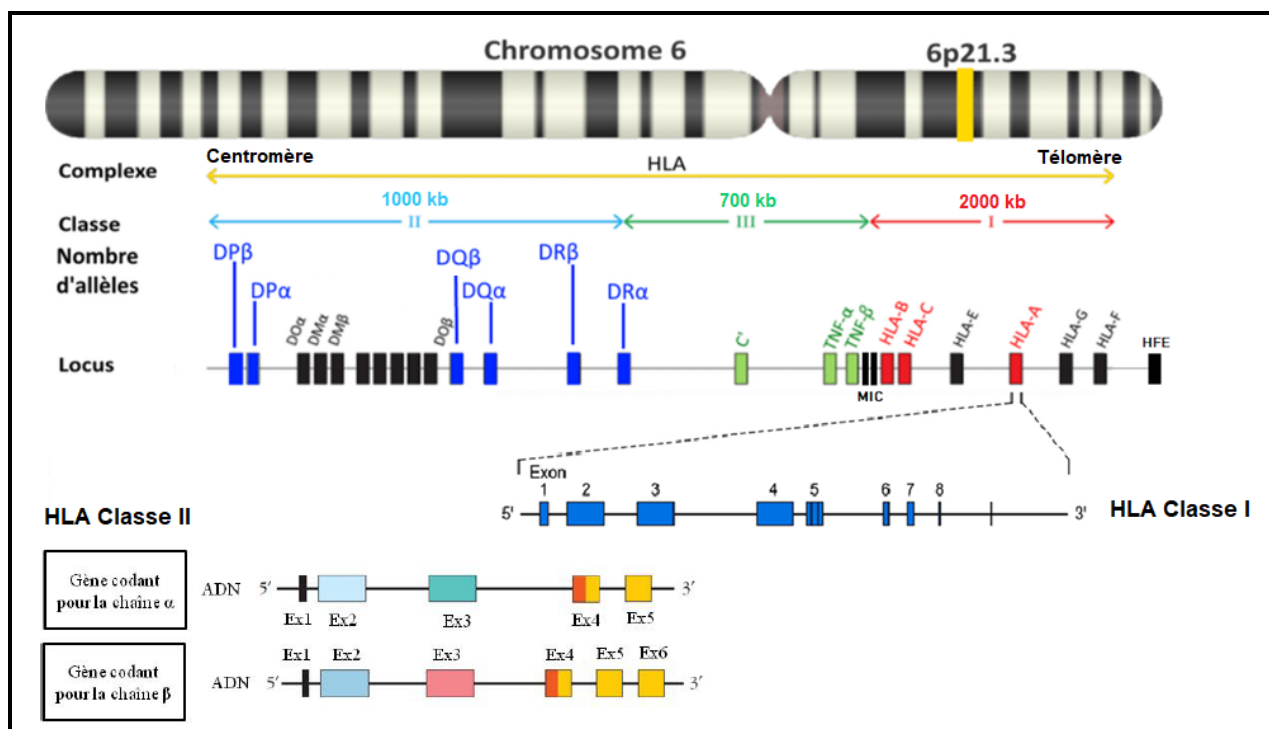 Chromosome 6
6p21.3
Centromère
Télomère
Complexe
HLA
1000 kb
700 kb
2000 kb
Classe
II
III
I
Nombre
d'allèles
DPβ
DPα
DOα
DMα
DMβ
DOβ
DQβ
DQα
DRβ
DRα
C'
TNF-α
TNF-β
HLA-B
HLA-C
HLA-E
HLA-A
HLA-G
HLA-F
HFE
Locus
MIC
Exon
1 2 3 4 5 6 7 8
5' 3'
HLA Classe I
HLA Classe II
Gène codant
pour la chaîne α
ADN 5' 3'
Ex1 Ex2 Ex3 Ex4 Ex5
Ex1 Ex2 Ex3 Ex4 Ex5 Ex6
Gène codant
pour la chaîne β
ADN 5' 3'